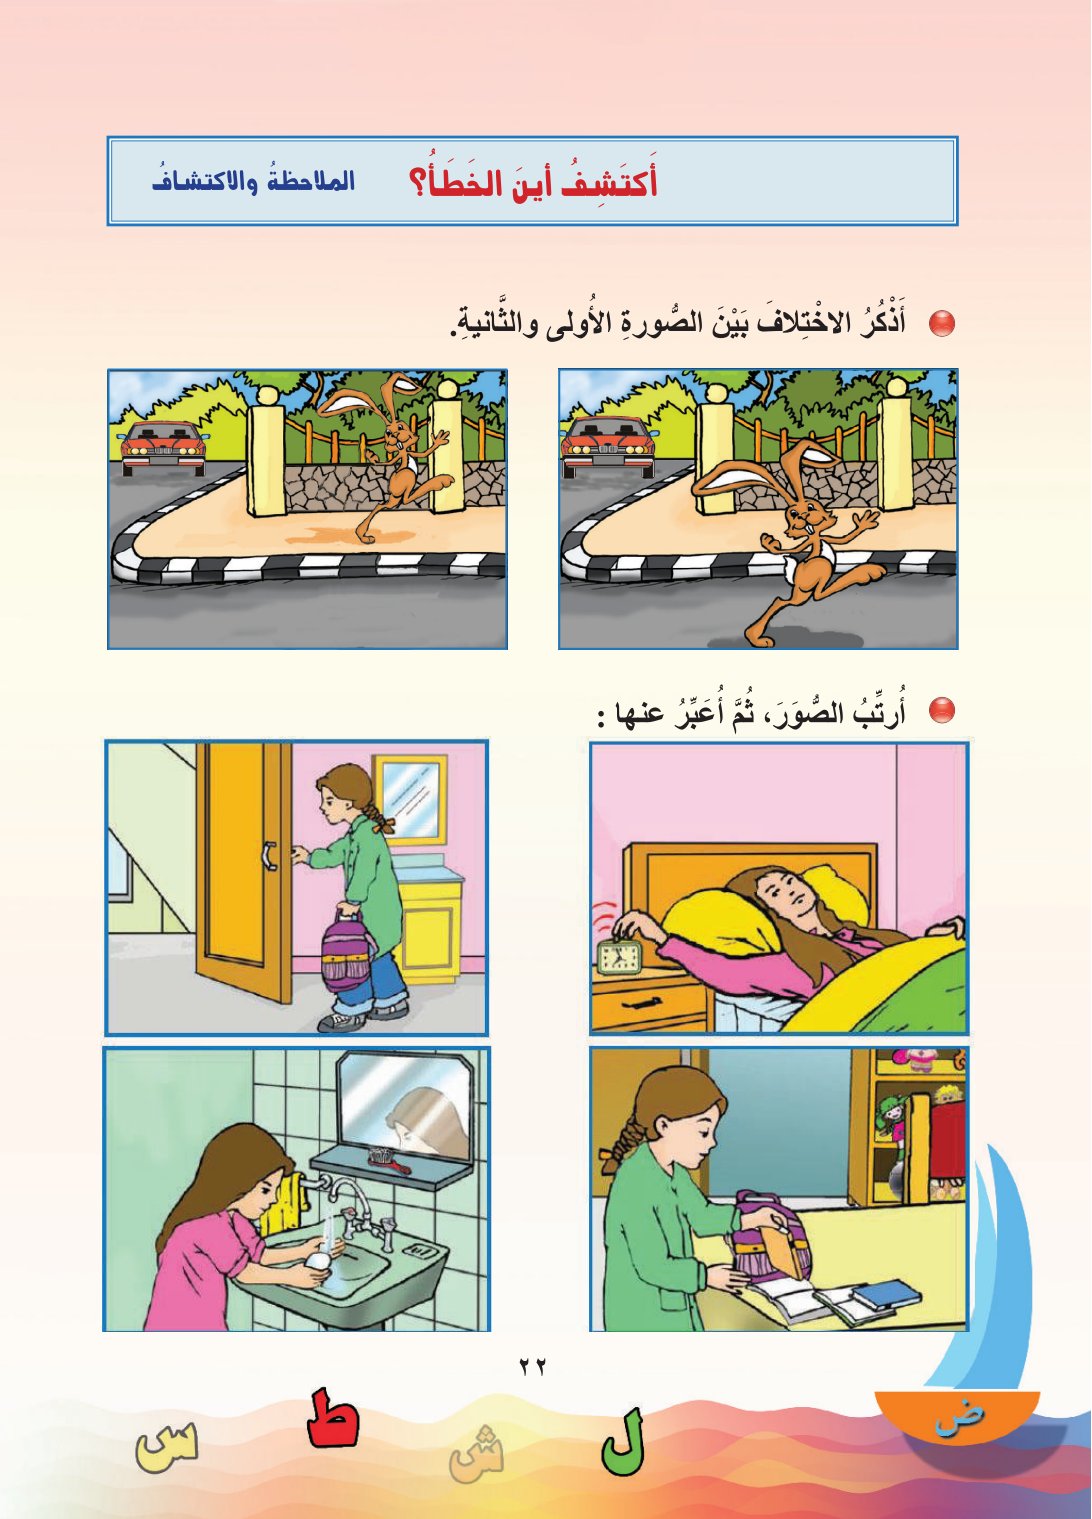 أَكتَشِفُ أينَ الخَطَأُ؟ الملاحظةُ والاكتشافُ
أَذْكُرُ الاخْتِلافَ بَيْنَ الصُّورةِ الأُولى والثَّانيةِ.
أُرتِّبُ الصُّوَرَ، ثُمَّ أُعَبِّرُ عنها :
٢٢
ض
ل
ش
ط
س